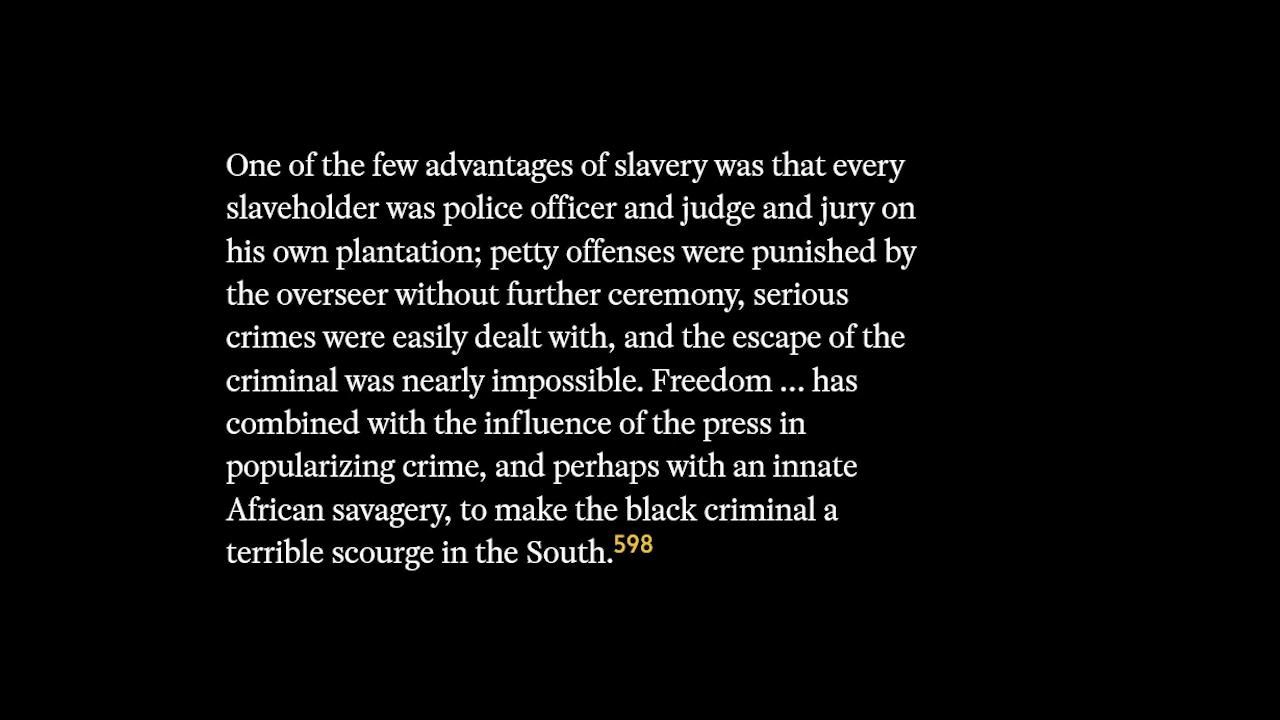 One of the few advantages of slavery was that every
slaveholder was police officer and judge and jury on
his own plantation; petty offenses were punished by
the overseer without further ceremony, serious
crimes were easily dealt with, and the escape of the
criminal was nearly impossible. Freedom ... has
combined with the influence of the press in
popularizing crime, and perhaps with an innate
African savagery, to make the black criminal a
terrible scourge in the South.598